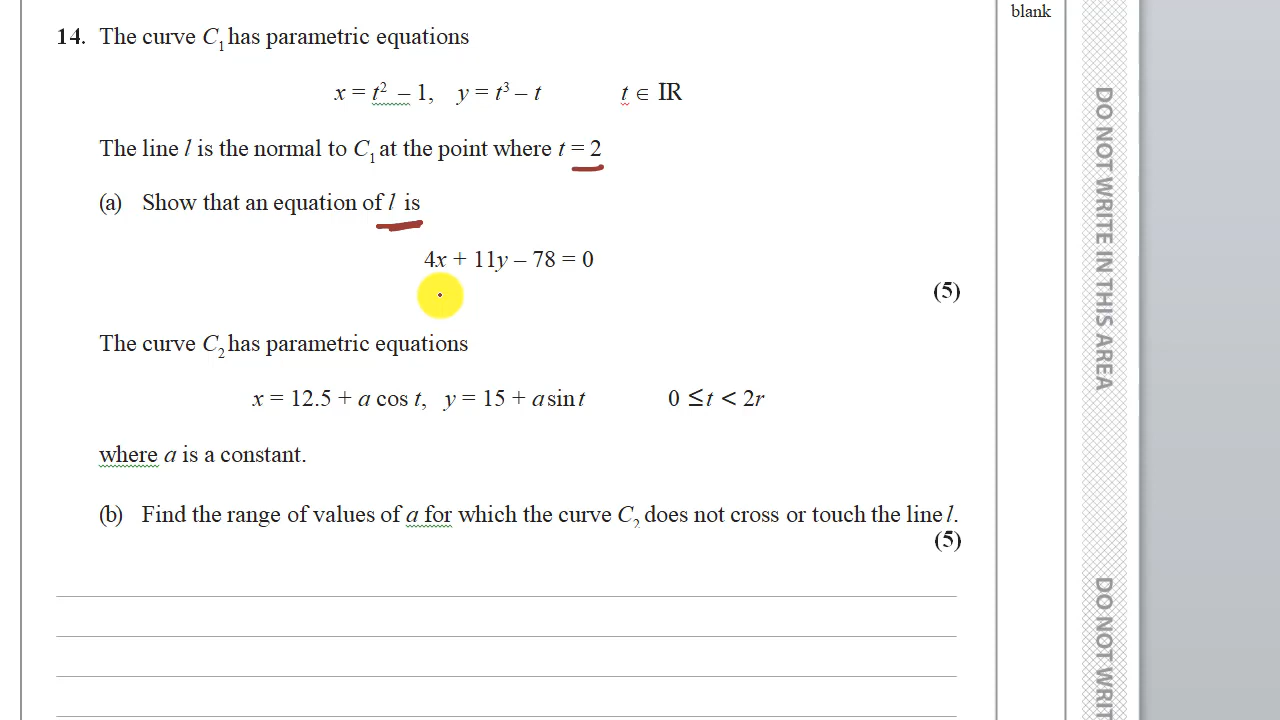 blank
14. The curve C₁ has parametric equations
x = t² – 1, y = t³ – t t ∈ IR
The line l is the normal to C₁ at the point where t = 2
(a) Show that an equation of l is
4x + 11y – 78 = 0
(5)
The curve C₂ has parametric equations
x = 12.5 + a cos t, y = 15 + a sin t 0 ≤ t < 2r
where a is a constant.
(b) Find the range of values of a for which the curve C₂ does not cross or touch the line l.
(5)
DO NOT WRITE IN THIS AREA
DO NOT WRIT